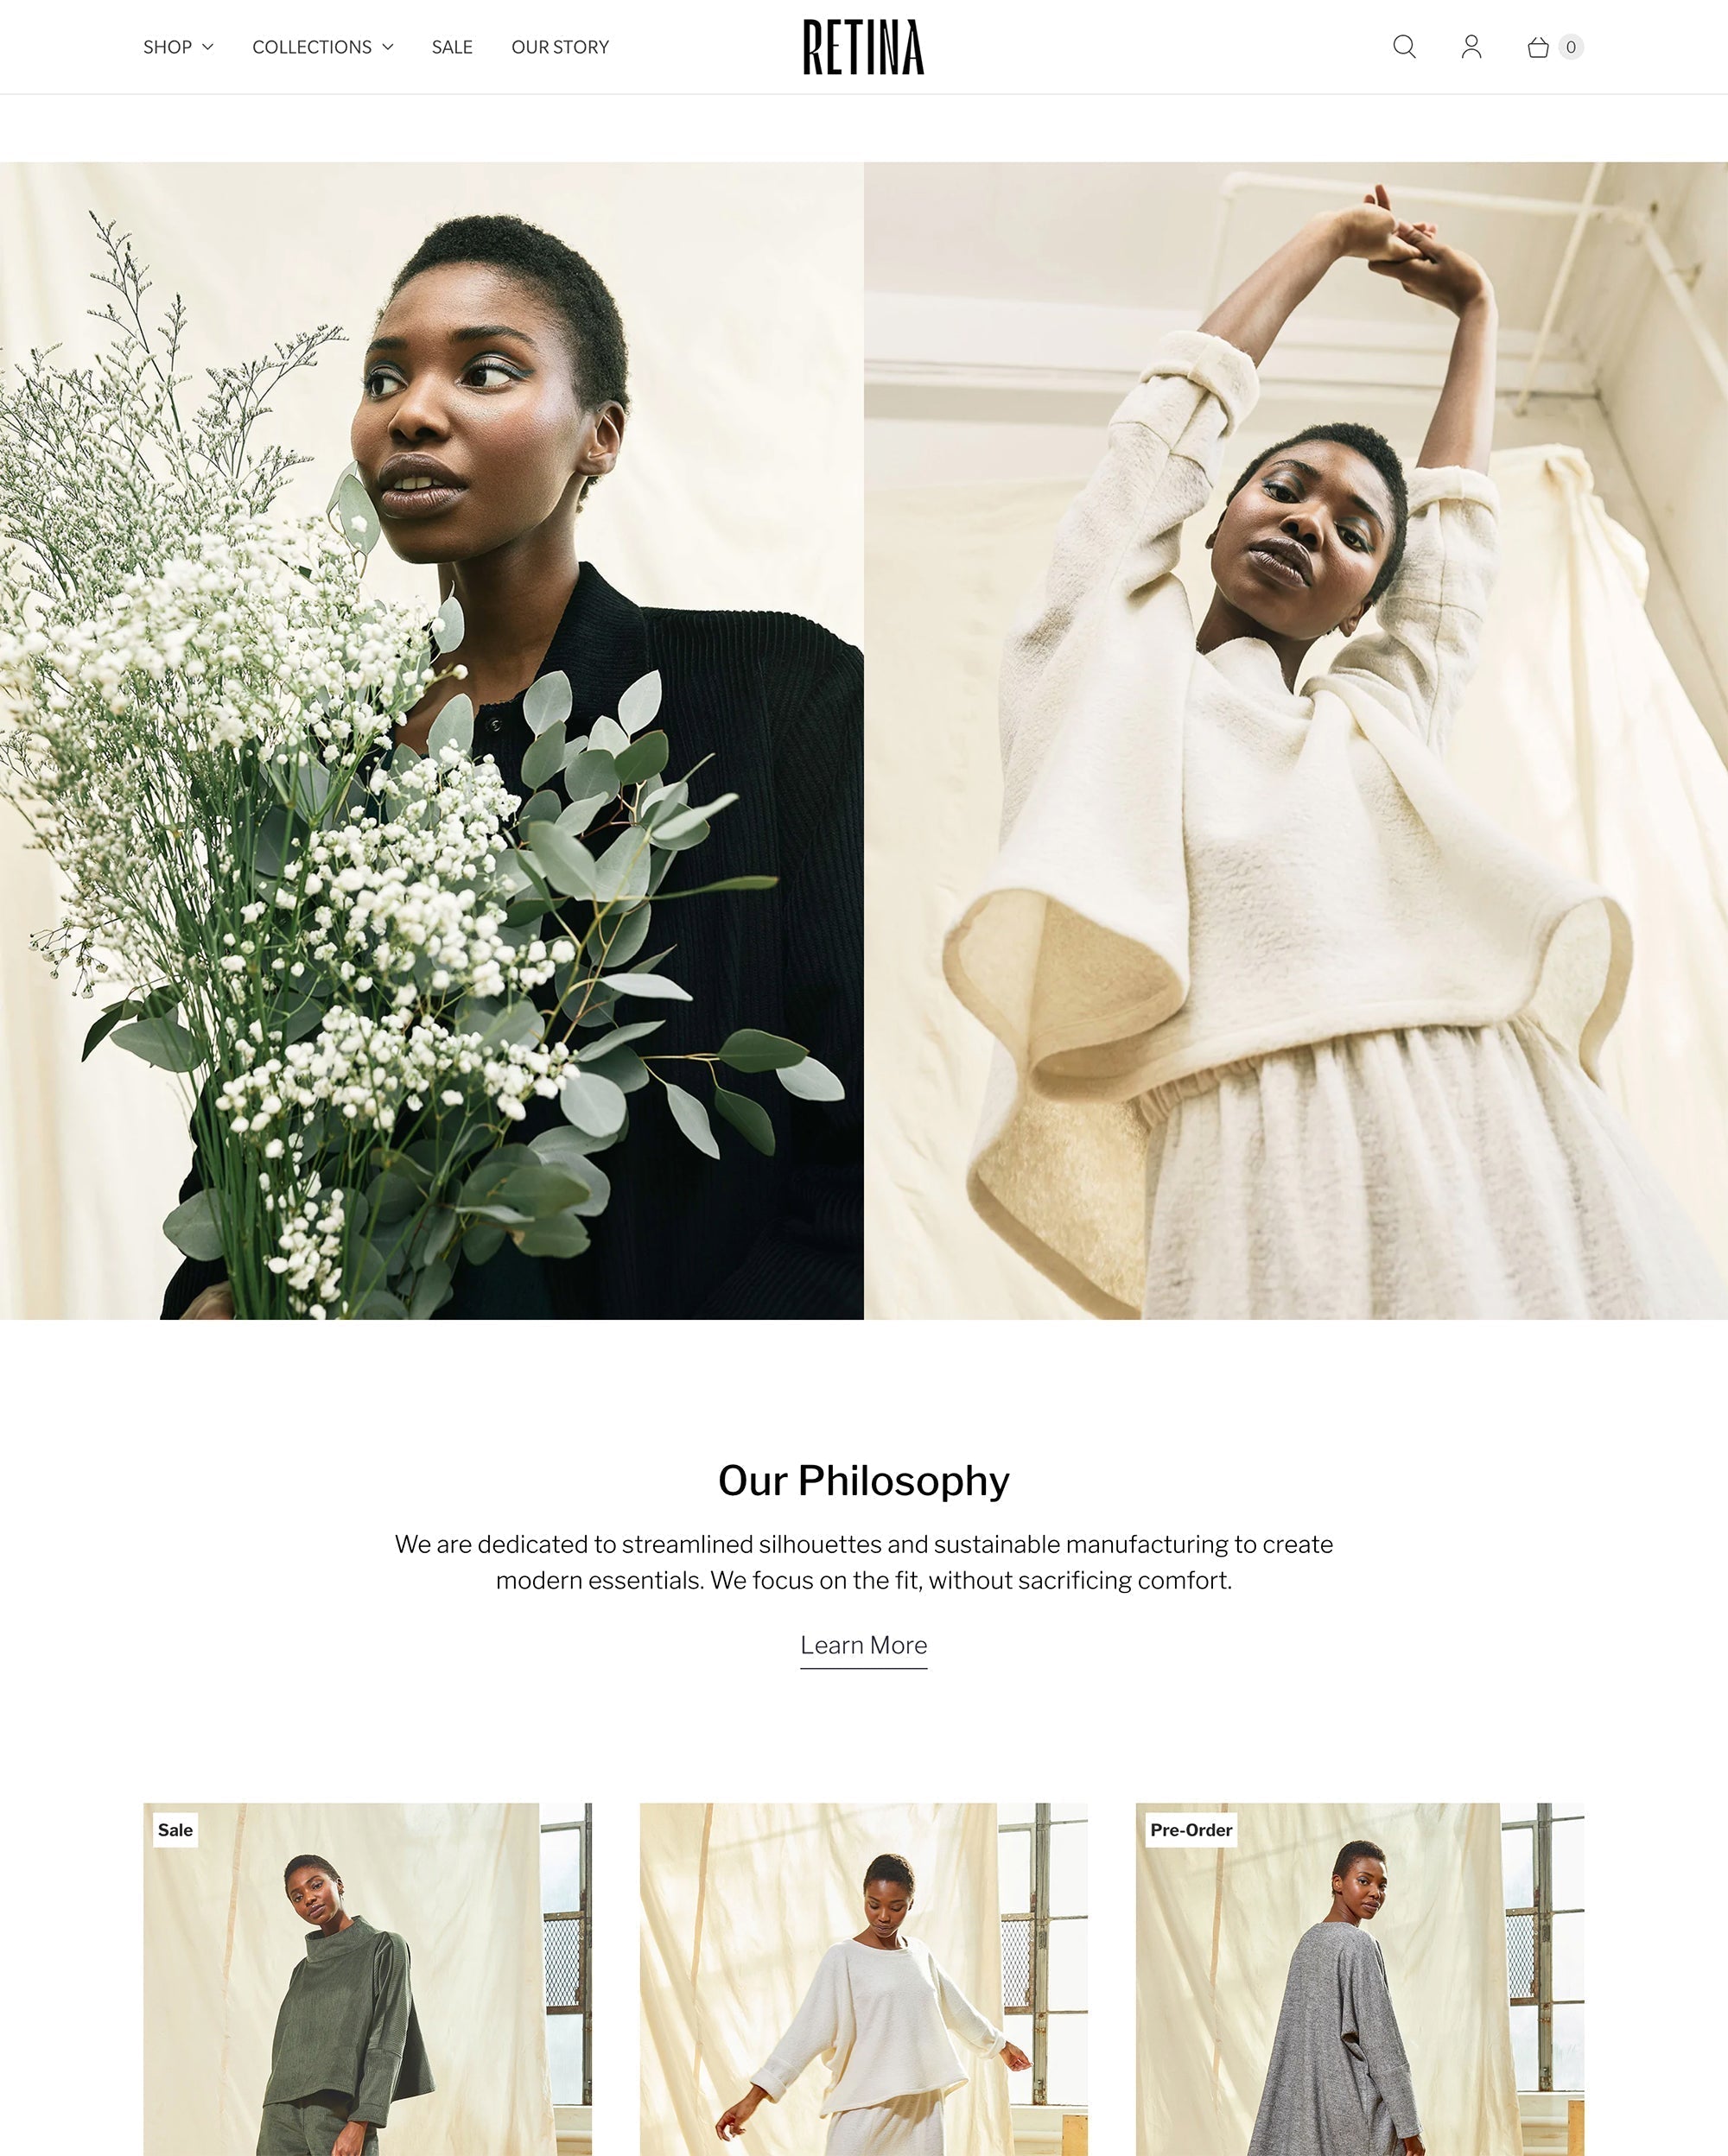 SHOP COLLECTIONS SALE OUR STORY
RETINA
0
Our Philosophy
We are dedicated to streamlined silhouettes and sustainable manufacturing to create
modern essentials. We focus on the fit, without sacrificing comfort.
Learn More
Sale
Pre-Order